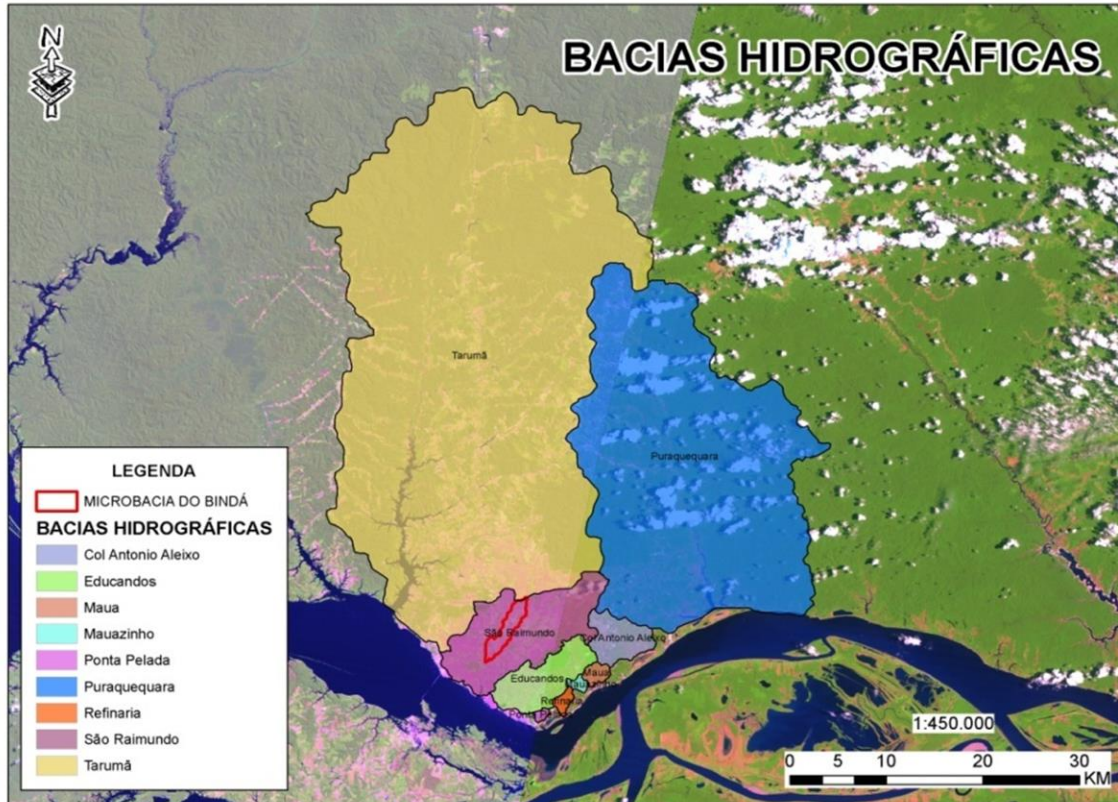 N
BACIAS HIDROGRÁFICAS
Tarumã
Puraquequara
São Raimundo
Col Antonio Aleixo
Educandos
Maua
Refinaria
LEGENDA
MICROBACIA DO BINDÁ
BACIAS HIDROGRÁFICAS
Col Antonio Aleixo
Educandos
Maua
Mauazinho
Ponta Pelada
Puraquequara
Refinaria
São Raimundo
Tarumã
1:450.000
0 5 10 20 30
KM